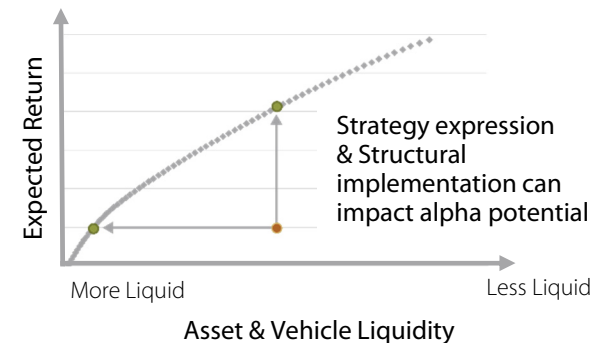 Expected Return
Strategy expression
& Structural
implementation can
impact alpha potential
More Liquid
Less Liquid
Asset & Vehicle Liquidity